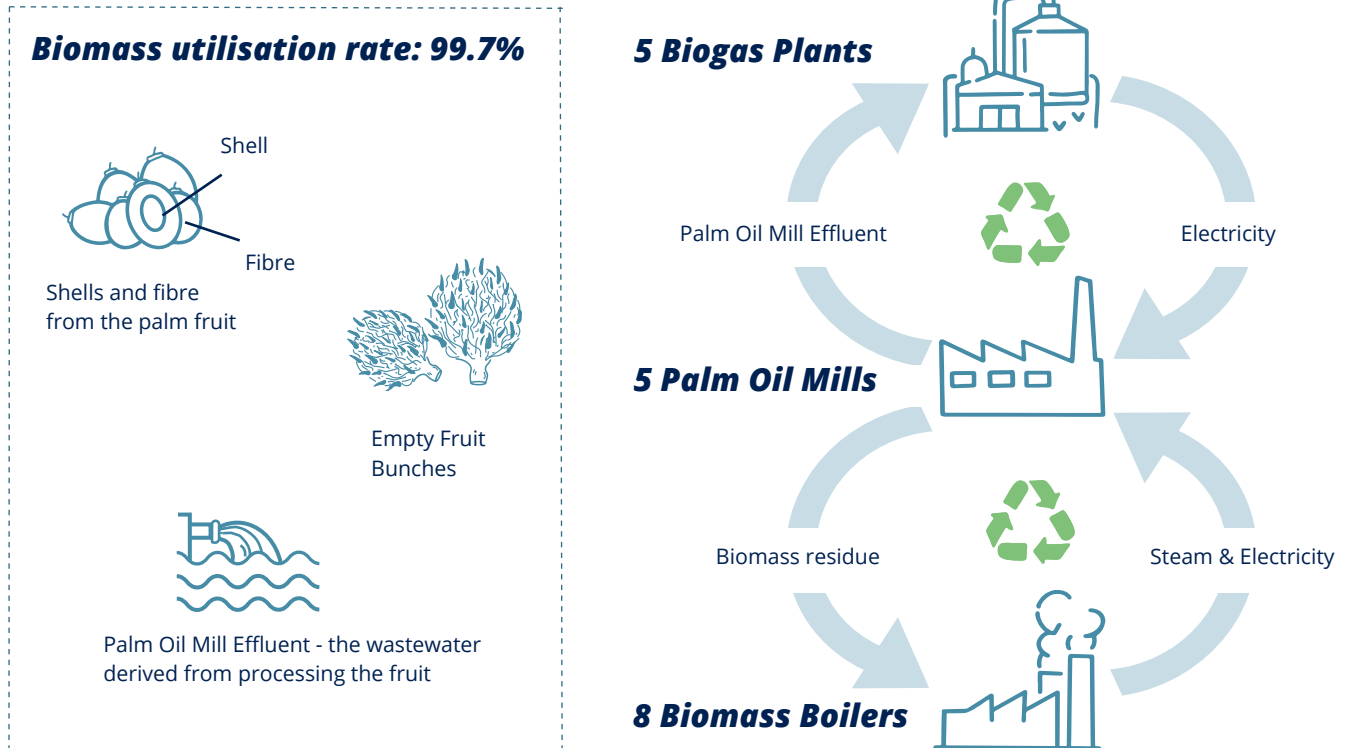 Biomass utilisation rate: 99.7%
Shell
Fibre
Shells and fibre
from the palm fruit
Empty Fruit
Bunches
Palm Oil Mill Effluent - the wastewater
derived from processing the fruit
5 Biogas Plants
Palm Oil Mill Effluent
Electricity
5 Palm Oil Mills
Biomass residue
Steam & Electricity
8 Biomass Boilers